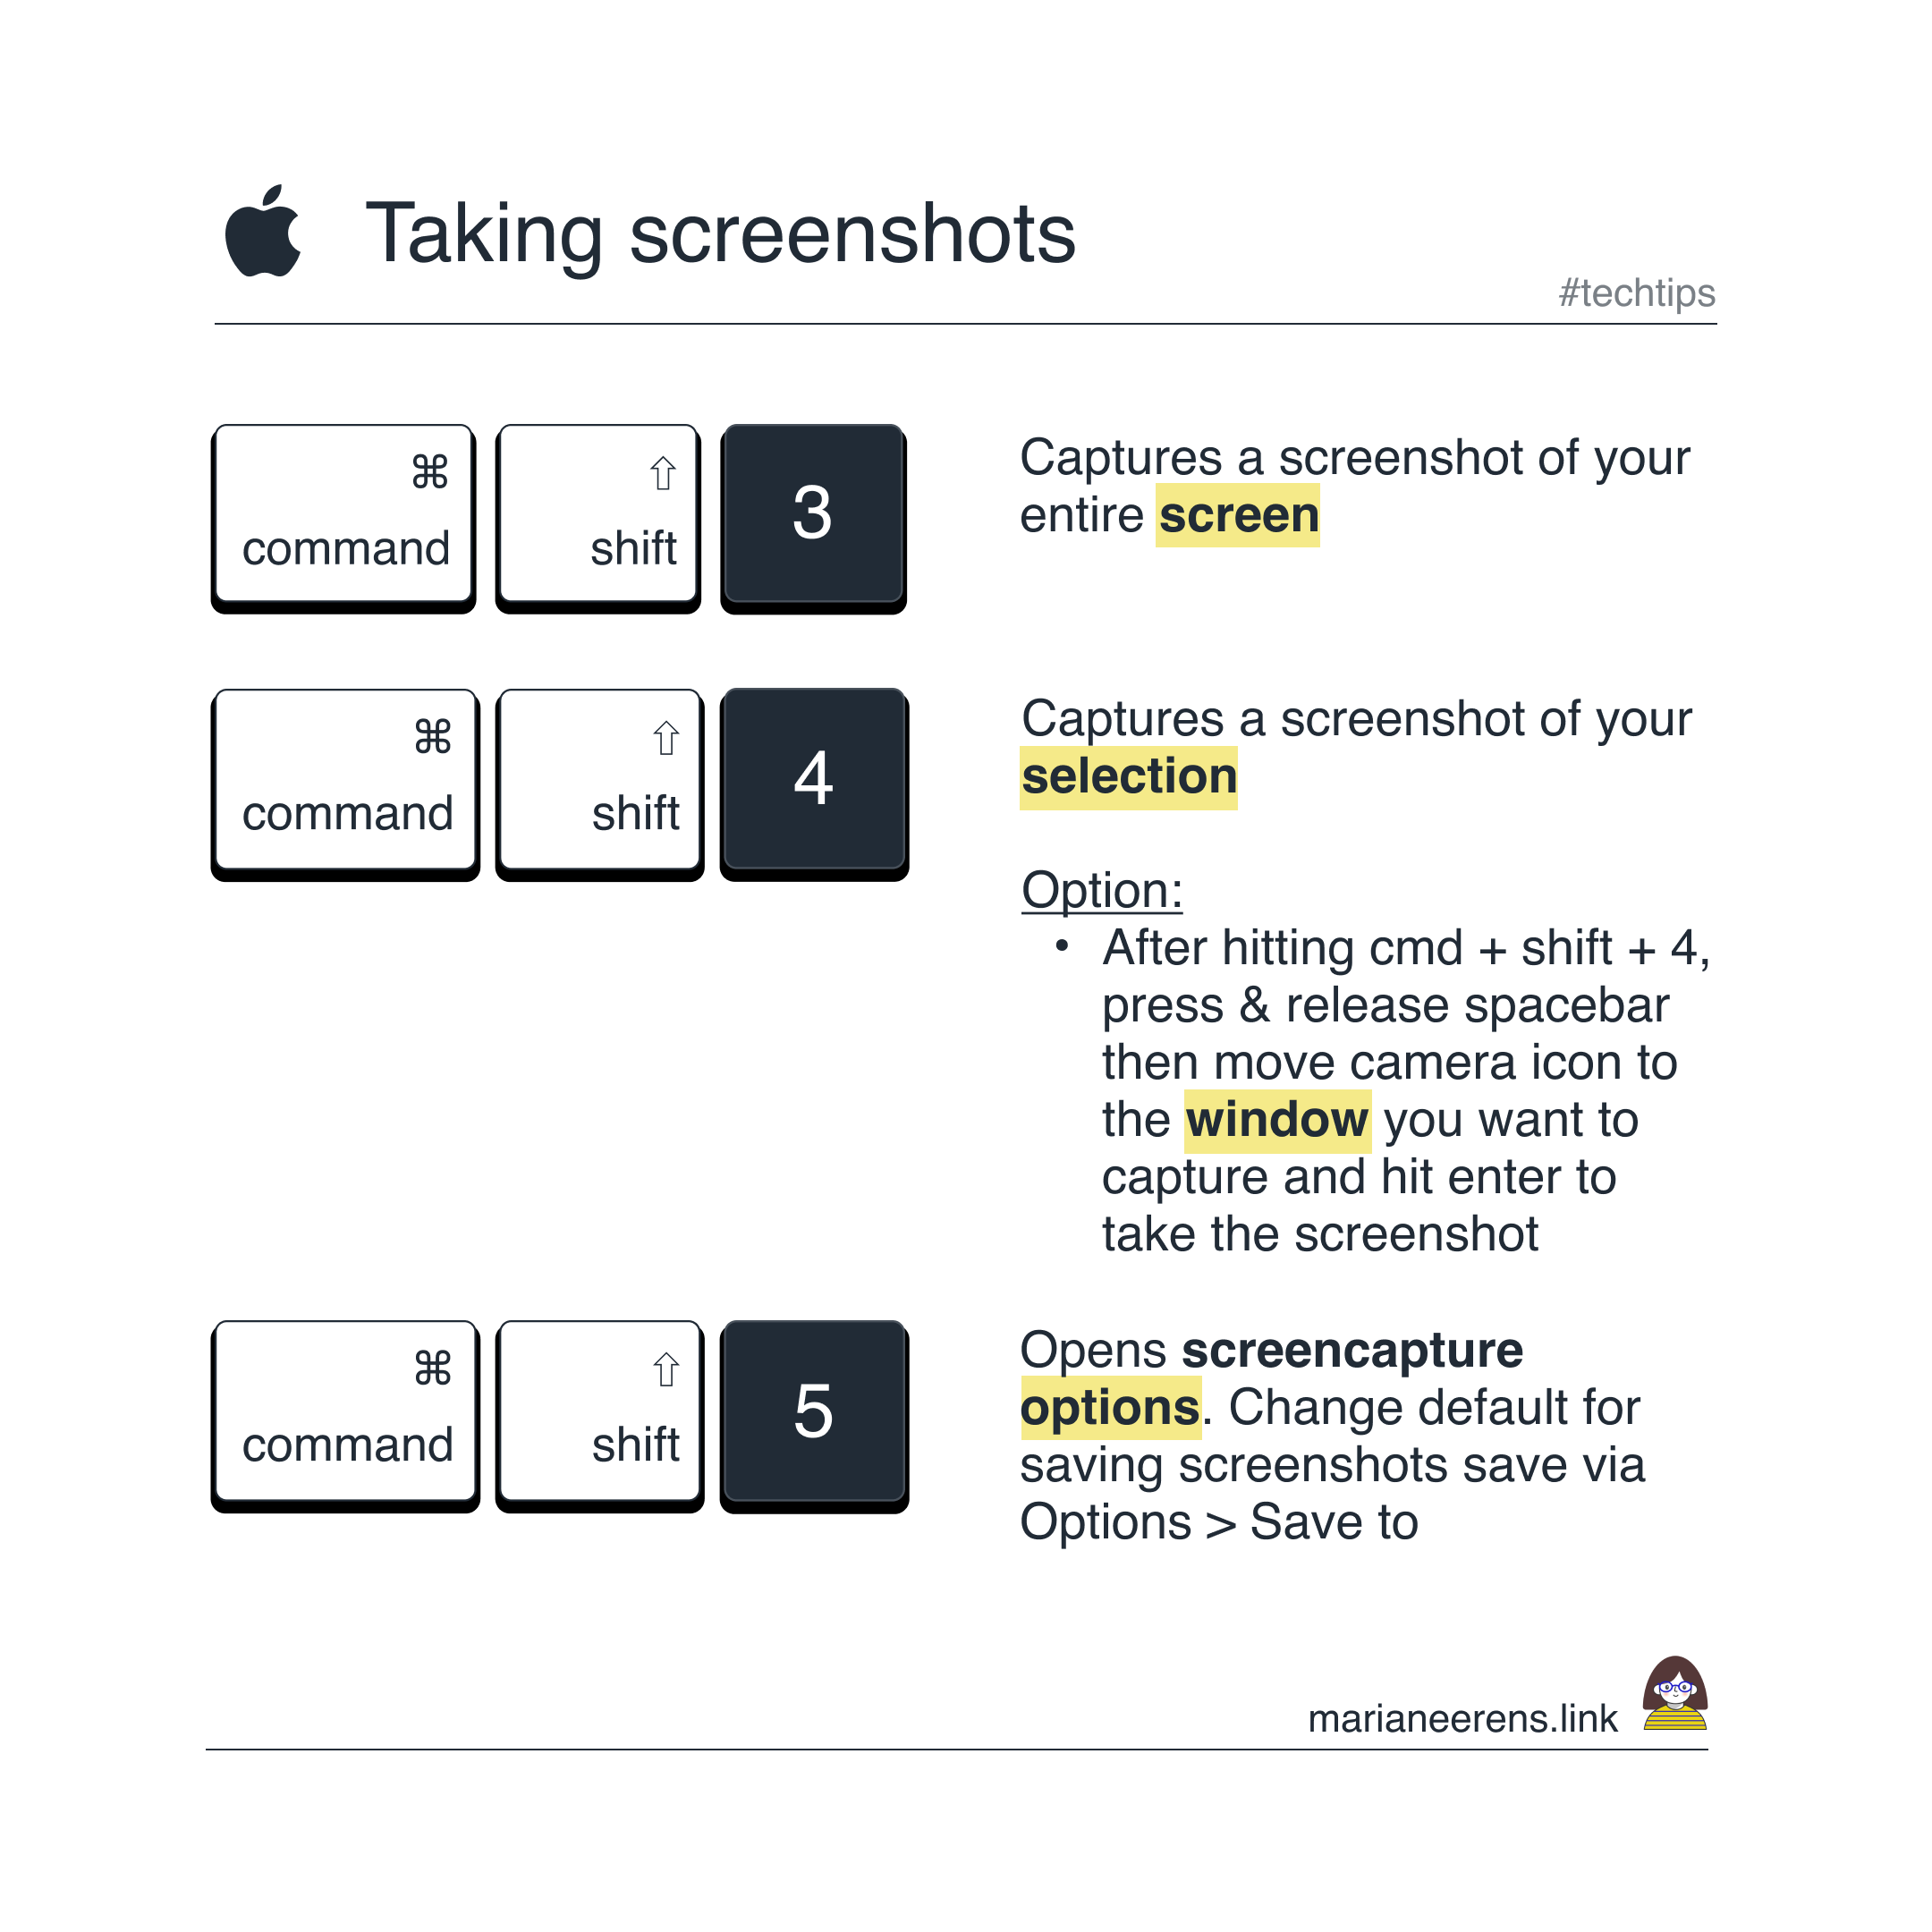 Taking screenshots
#techtips
⌘ ⇧
command shift 3
Captures a screenshot of your
entire screen
⌘ ⇧
command shift 4
Captures a screenshot of your
selection
Option:
• After hitting cmd + shift + 4,
press & release spacebar
then move camera icon to
the window you want to
capture and hit enter to
take the screenshot
⌘ ⇧
command shift 5
Opens screencapture
options. Change default for
saving screenshots save via
Options > Save to
marianeerens.link